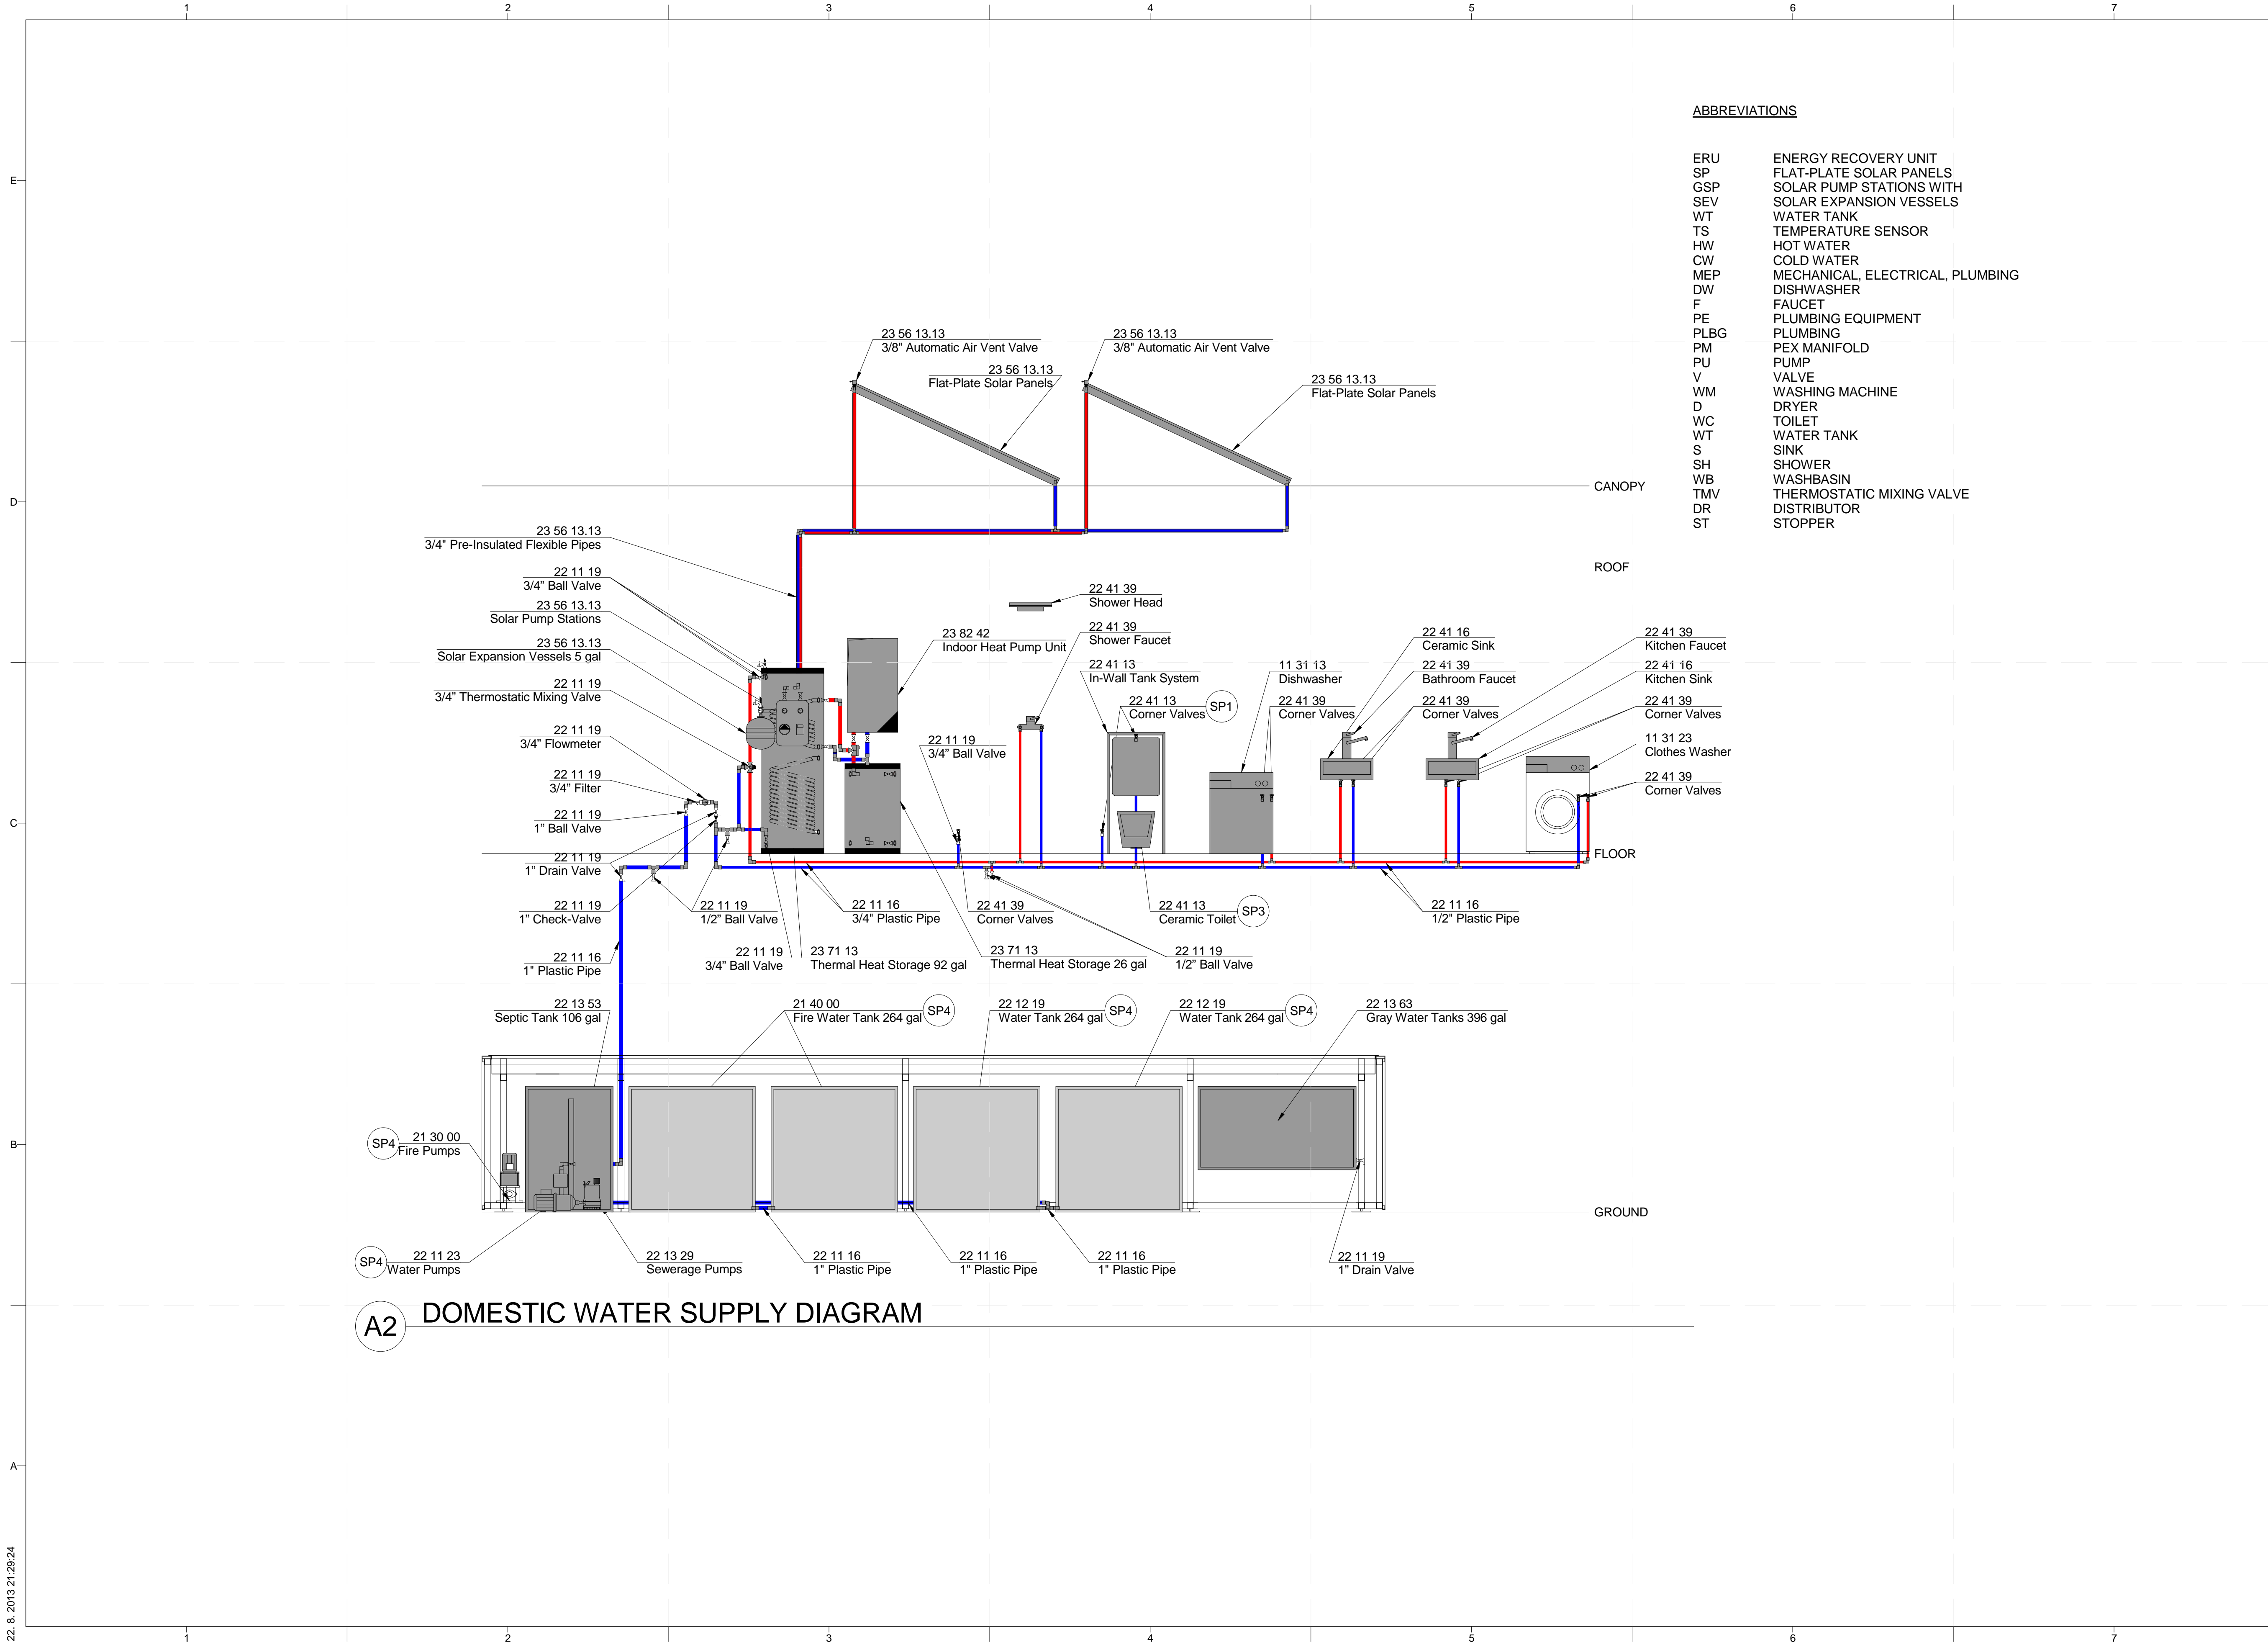 1 2 3 4 5 6 7
ABBREVIATIONS
ERU ENERGY RECOVERY UNIT
SP FLAT-PLATE SOLAR PANELS
GSP SOLAR PUMP STATIONS WITH
SEV SOLAR EXPANSION VESSELS
WT WATER TANK
TS TEMPERATURE SENSOR
HW HOT WATER
CW COLD WATER
MEP MECHANICAL, ELECTRICAL, PLUMBING
DW DISHWASHER
F FAUCET
PE PLUMBING EQUIPMENT
PLBG PLUMBING
PM PEX MANIFOLD
PU PUMP
V VALVE
WM WASHING MACHINE
D DRYER
WC TOILET
WT WATER TANK
S SINK
SH SHOWER
WB WASHBASIN
TMV THERMOSTATIC MIXING VALVE
DR DISTRIBUTOR
ST STOPPER
E
D
C
B
A
23 56 13.13
3/8" Automatic Air Vent Valve
23 56 13.13
3/8" Automatic Air Vent Valve
23 56 13.13
Flat-Plate Solar Panels
23 56 13.13
Flat-Plate Solar Panels
CANOPY
ROOF
FLOOR
GROUND
23 56 13.13
3/4" Pre-Insulated Flexible Pipes
22 11 19
3/4" Ball Valve
23 56 13.13
Solar Pump Stations
23 56 13.13
Solar Expansion Vessels 5 gal
22 11 19
3/4" Thermostatic Mixing Valve
22 11 19
3/4" Flowmeter
22 11 19
3/4" Filter
22 11 19
1" Ball Valve
22 11 19
1" Drain Valve
22 11 19
1" Check-Valve
22 11 16
1" Plastic Pipe
22 41 39
Shower Head
23 82 42
Indoor Heat Pump Unit
22 41 39
Shower Faucet
22 41 13
In-Wall Tank System
22 41 13
Corner Valves
SP1
22 11 19
3/4" Ball Valve
11 31 13
Dishwasher
22 41 39
Corner Valves
22 41 16
Ceramic Sink
22 41 39
Bathroom Faucet
22 41 39
Corner Valves
22 41 39
Kitchen Faucet
22 41 16
Kitchen Sink
22 41 39
Corner Valves
11 31 23
Clothes Washer
22 41 39
Corner Valves
22 11 19
1/2" Ball Valve
22 11 16
3/4" Plastic Pipe
22 41 39
Corner Valves
22 41 13
Ceramic Toilet
SP3
22 11 16
1/2" Plastic Pipe
22 11 19
3/4" Ball Valve
23 71 13
Thermal Heat Storage 92 gal
23 71 13
Thermal Heat Storage 26 gal
22 11 19
1/2" Ball Valve
22 13 53
Septic Tank 106 gal
21 40 00
Fire Water Tank 264 gal
SP4
22 12 19
Water Tank 264 gal
SP4
22 12 19
Water Tank 264 gal
SP4
22 13 63
Gray Water Tanks 396 gal
SP4
21 30 00
Fire Pumps
SP4
22 11 23
Water Pumps
22 13 29
Sewerage Pumps
22 11 16
1" Plastic Pipe
22 11 16
1" Plastic Pipe
22 11 16
1" Plastic Pipe
22 11 19
1" Drain Valve
A2
DOMESTIC WATER SUPPLY DIAGRAM
22. 8. 2013 21:29:24
1 2 3 4 5 6 7